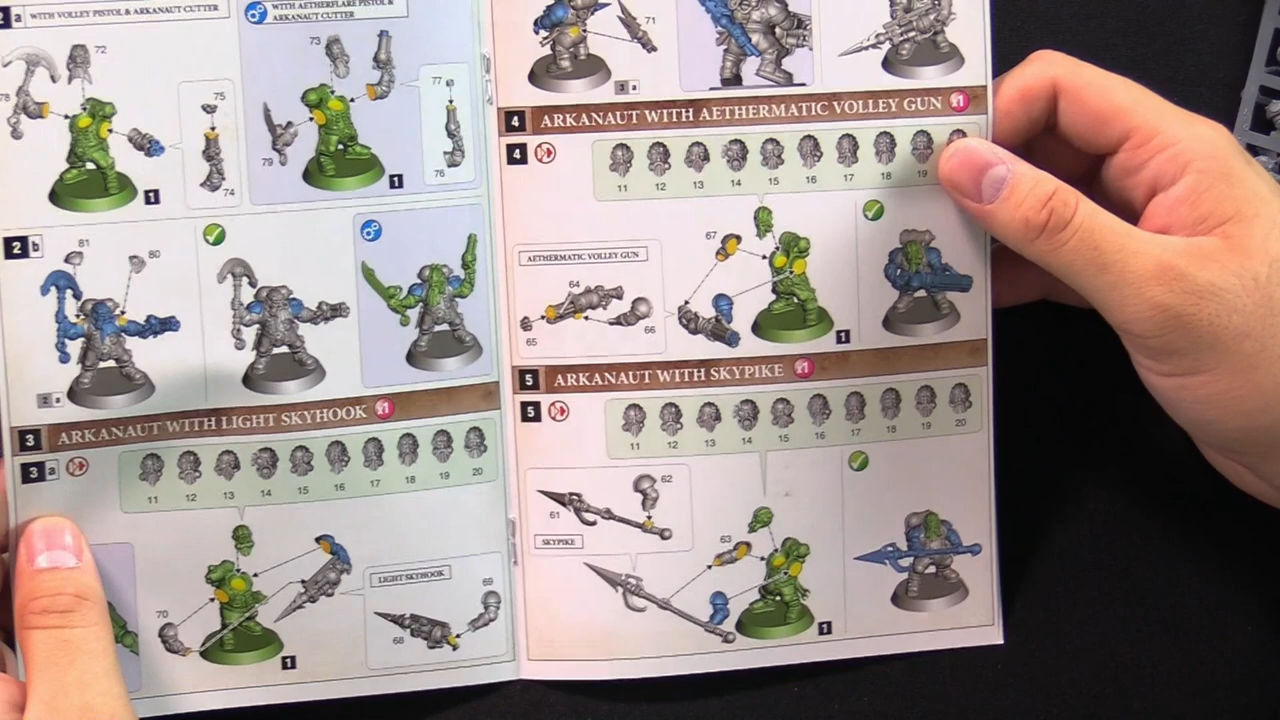 2 a WITH VOLLEY PISTOL & ARKANAUT CUTTER
WITH AETHERFLARE PISTOL &
ARKANAUT CUTTER
72
78
75
74
1
73
77
79
76
1
2 b
81
80
2 a
3 ARKANAUT WITH LIGHT SKYHOOK x1
3 a
11 12 13 14 15 16 17 18 19 20
70
LIGHT SKYHOOK
69
68
1
71
3 a
4 ARKANAUT WITH AETHERMATIC VOLLEY GUN x1
4
11 12 13 14 15 16 17 18 19
67
AETHERMATIC VOLLEY GUN
64
65
66
1
5 ARKANAUT WITH SKYPIKE x1
5
11 12 13 14 15 16 17 18 19 20
62
61
SKYPIKE
63
1